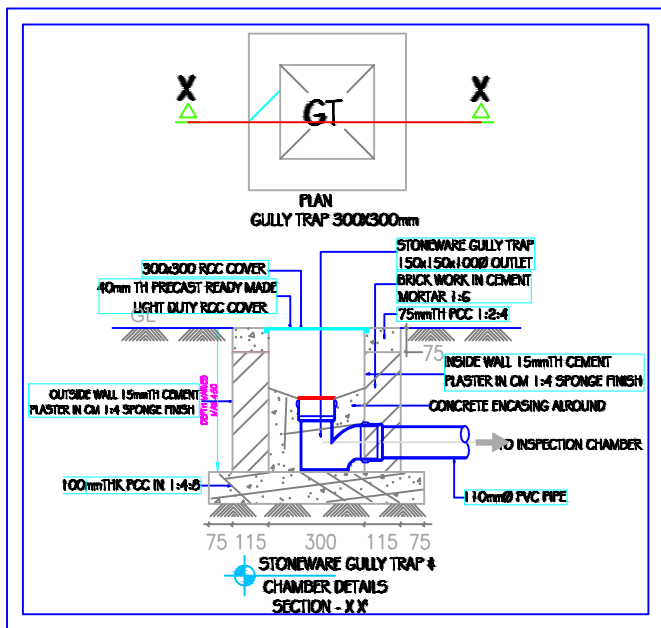 X X
GT
PLAN
GULLY TRAP 300X300mm
STONEWARE GULLY TRAP
150x150x100Ø OUTLET
300x300 RCC COVER
BRICK WORK IN CEMENT
MORTAR 1:6
40mm TH PRECAST READY MADE
LIGHT DUTY RCC COVER
75mmTH PCC 1:2:4
GL
75
INSIDE WALL 15mmTH CEMENT
PLASTER IN CM 1:4 SPONGE FINISH
OUTSIDE WALL 15mmTH CEMENT
PLASTER IN CM 1:4 SPONGE FINISH
DEPTH VARIES
CONCRETE ENCASING ALROUND
TO INSPECTION CHAMBER
100mmTHK PCC IN 1:4:8
110mmØ PVC PIPE
75 115 300 115 75
STONEWARE GULLY TRAP &
CHAMBER DETAILS
SECTION - X X'